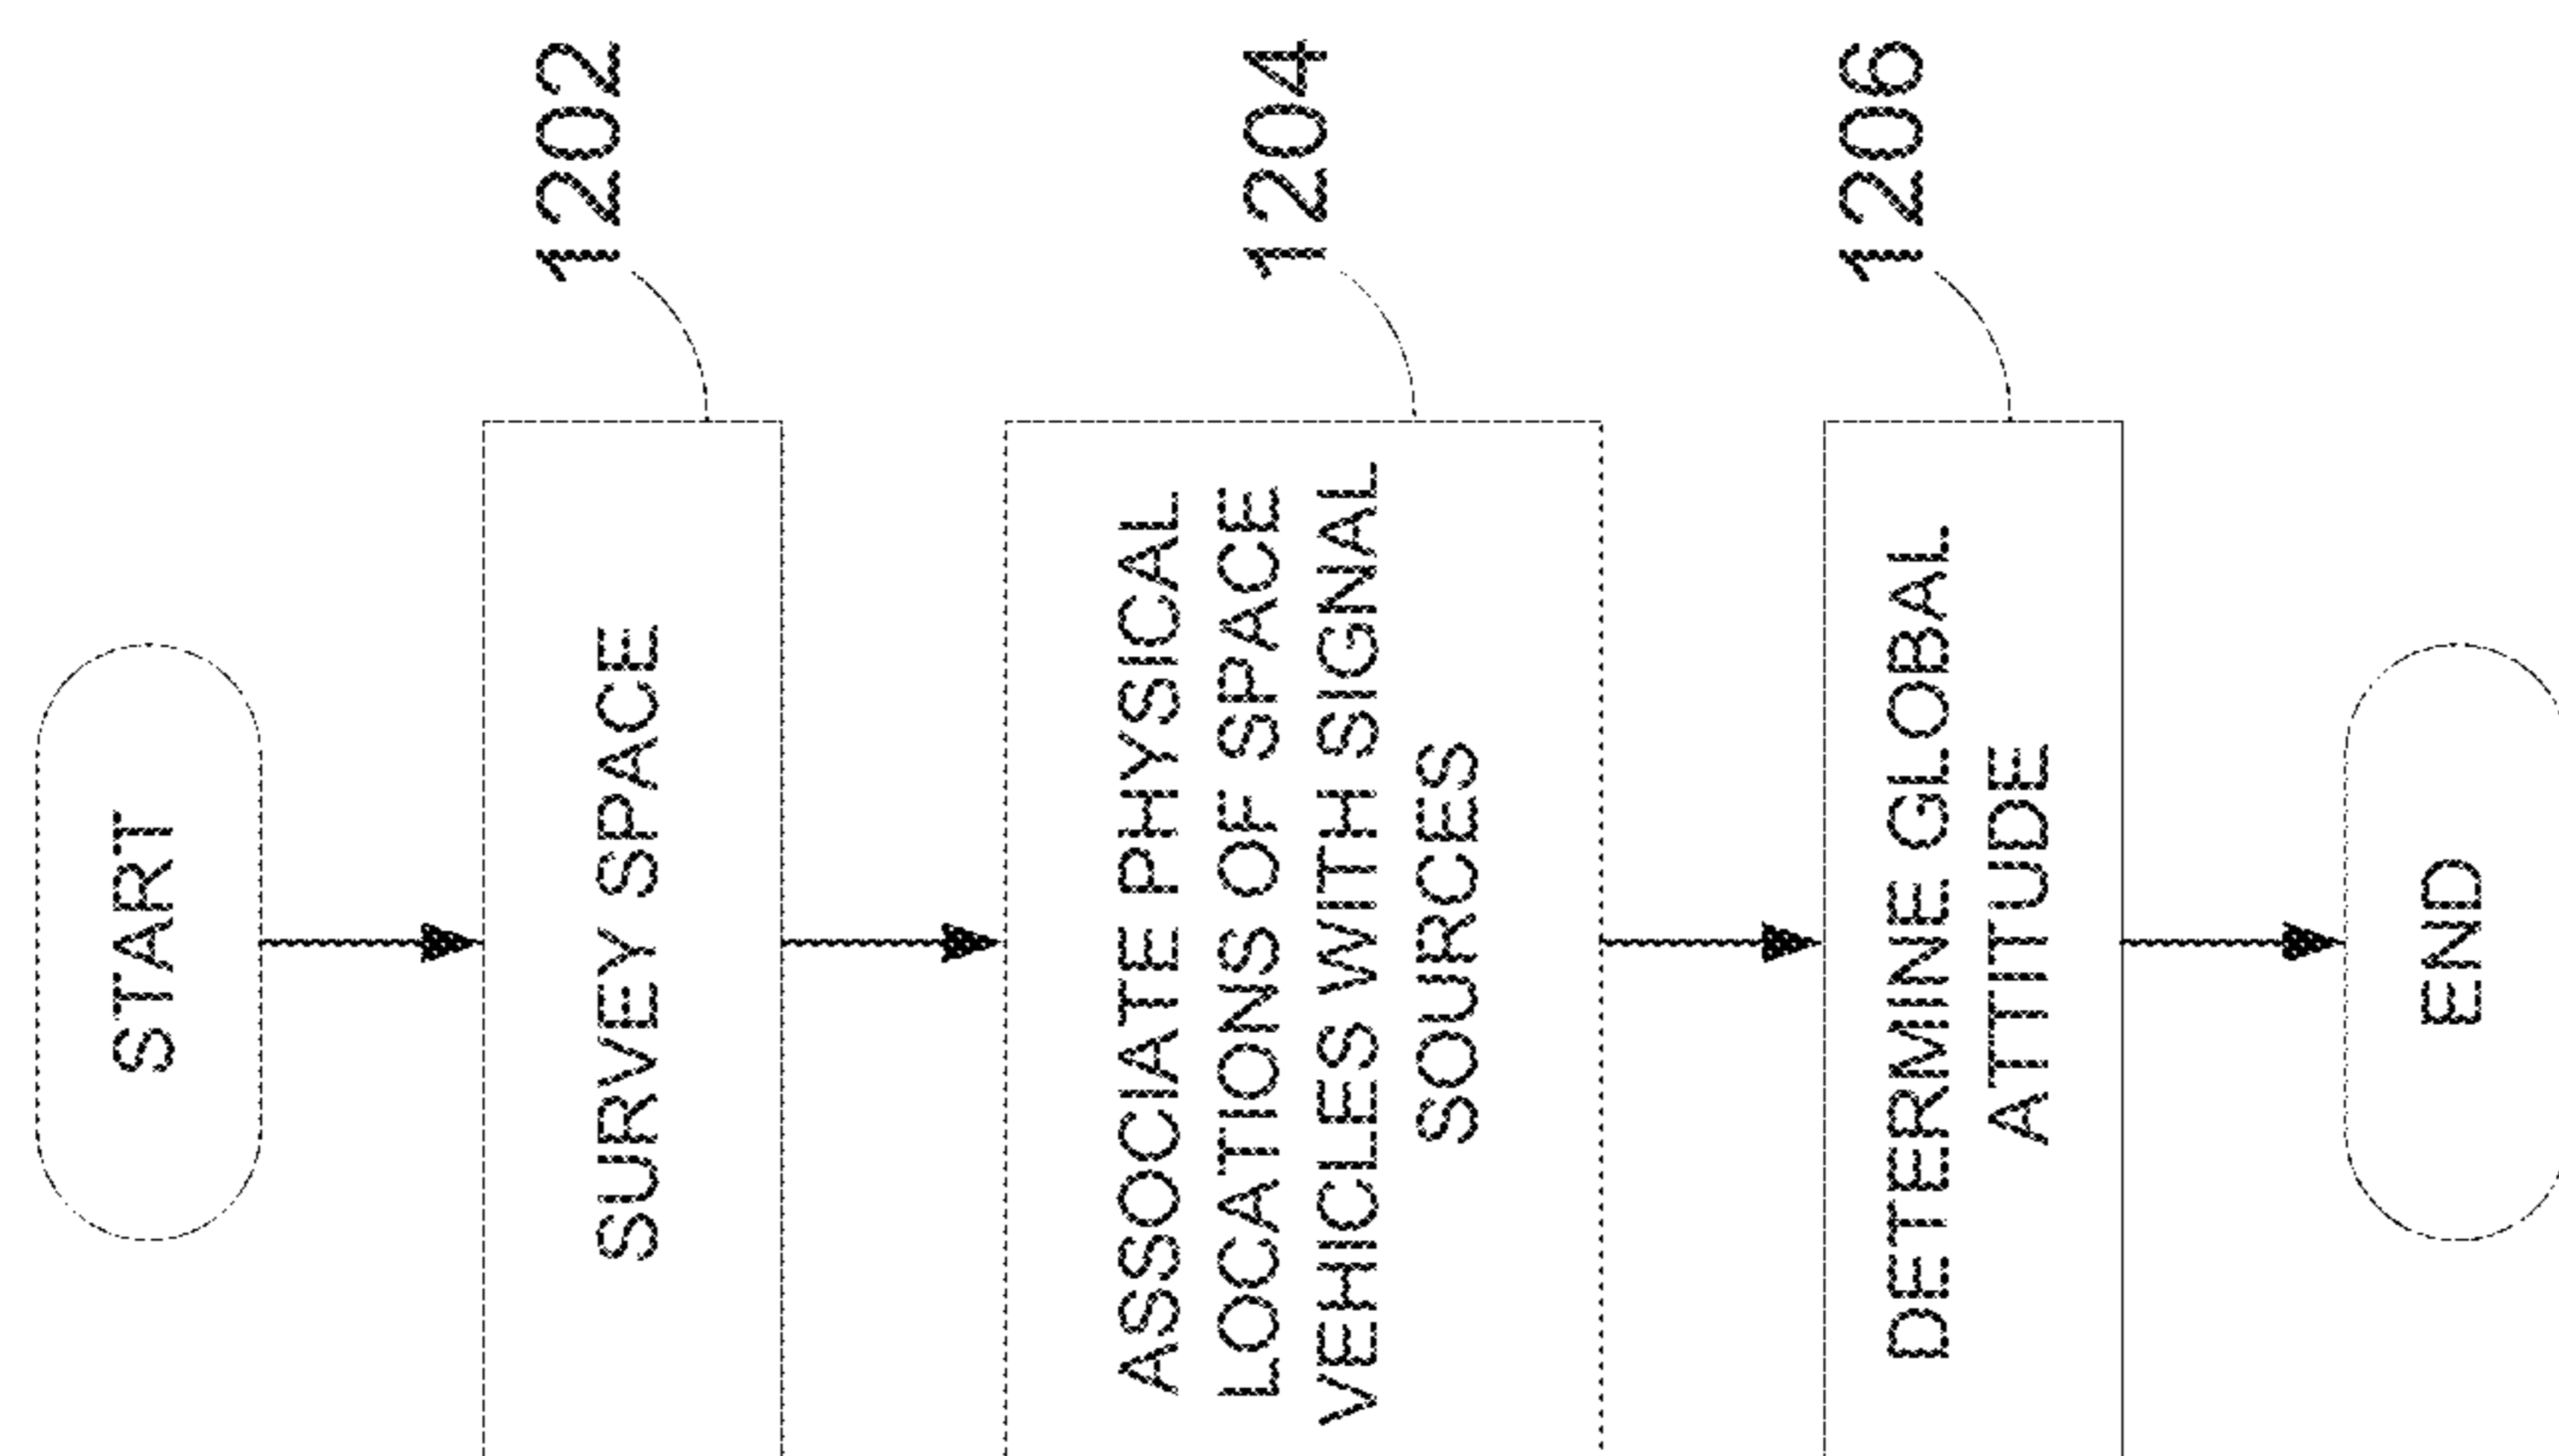 START
SURVEY SPACE
1202
ASSOCIATE PHYSICAL
LOCATIONS OF SPACE
VEHICLES WITH SIGNAL
SOURCES
1204
DETERMINE GLOBAL
ATTITUDE
1206
END